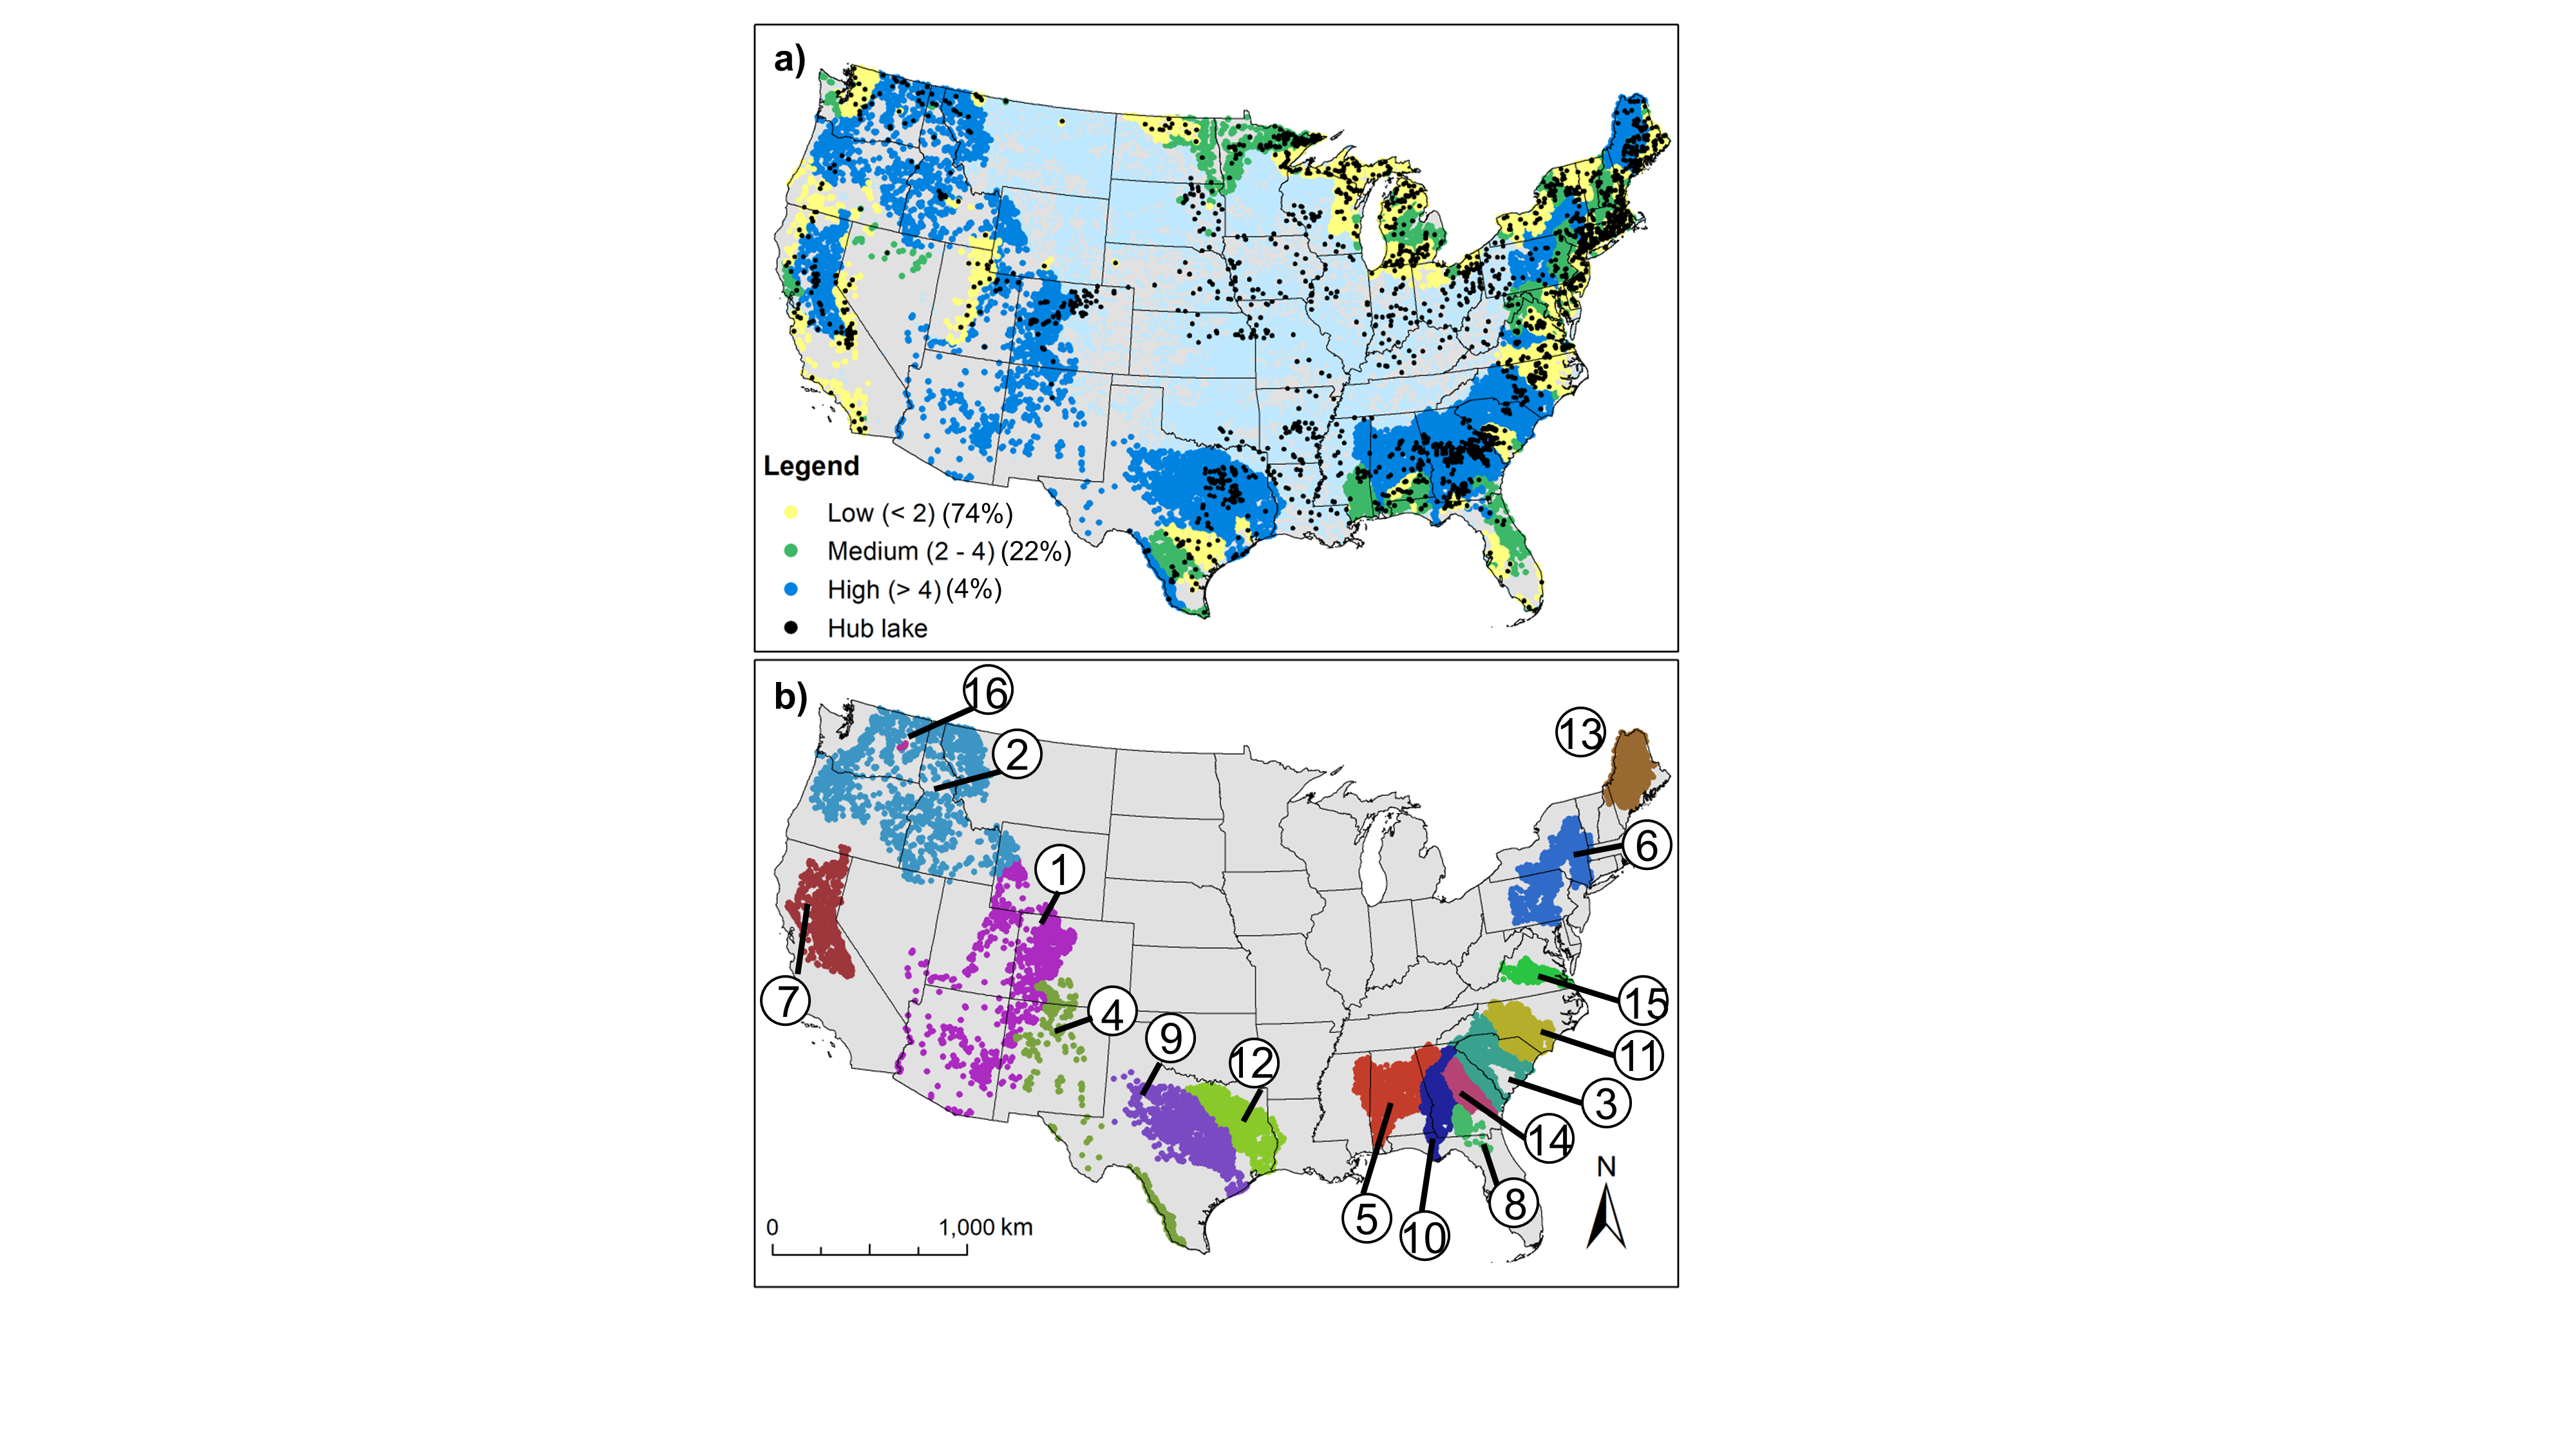 a)
Legend
Low (< 2) (74%)
Medium (2 - 4) (22%)
High (> 4) (4%)
Hub lake
b)
16
2
13
1
6
7
4
9
12
15
11
3
14
5
10
8
N
0 1,000 km